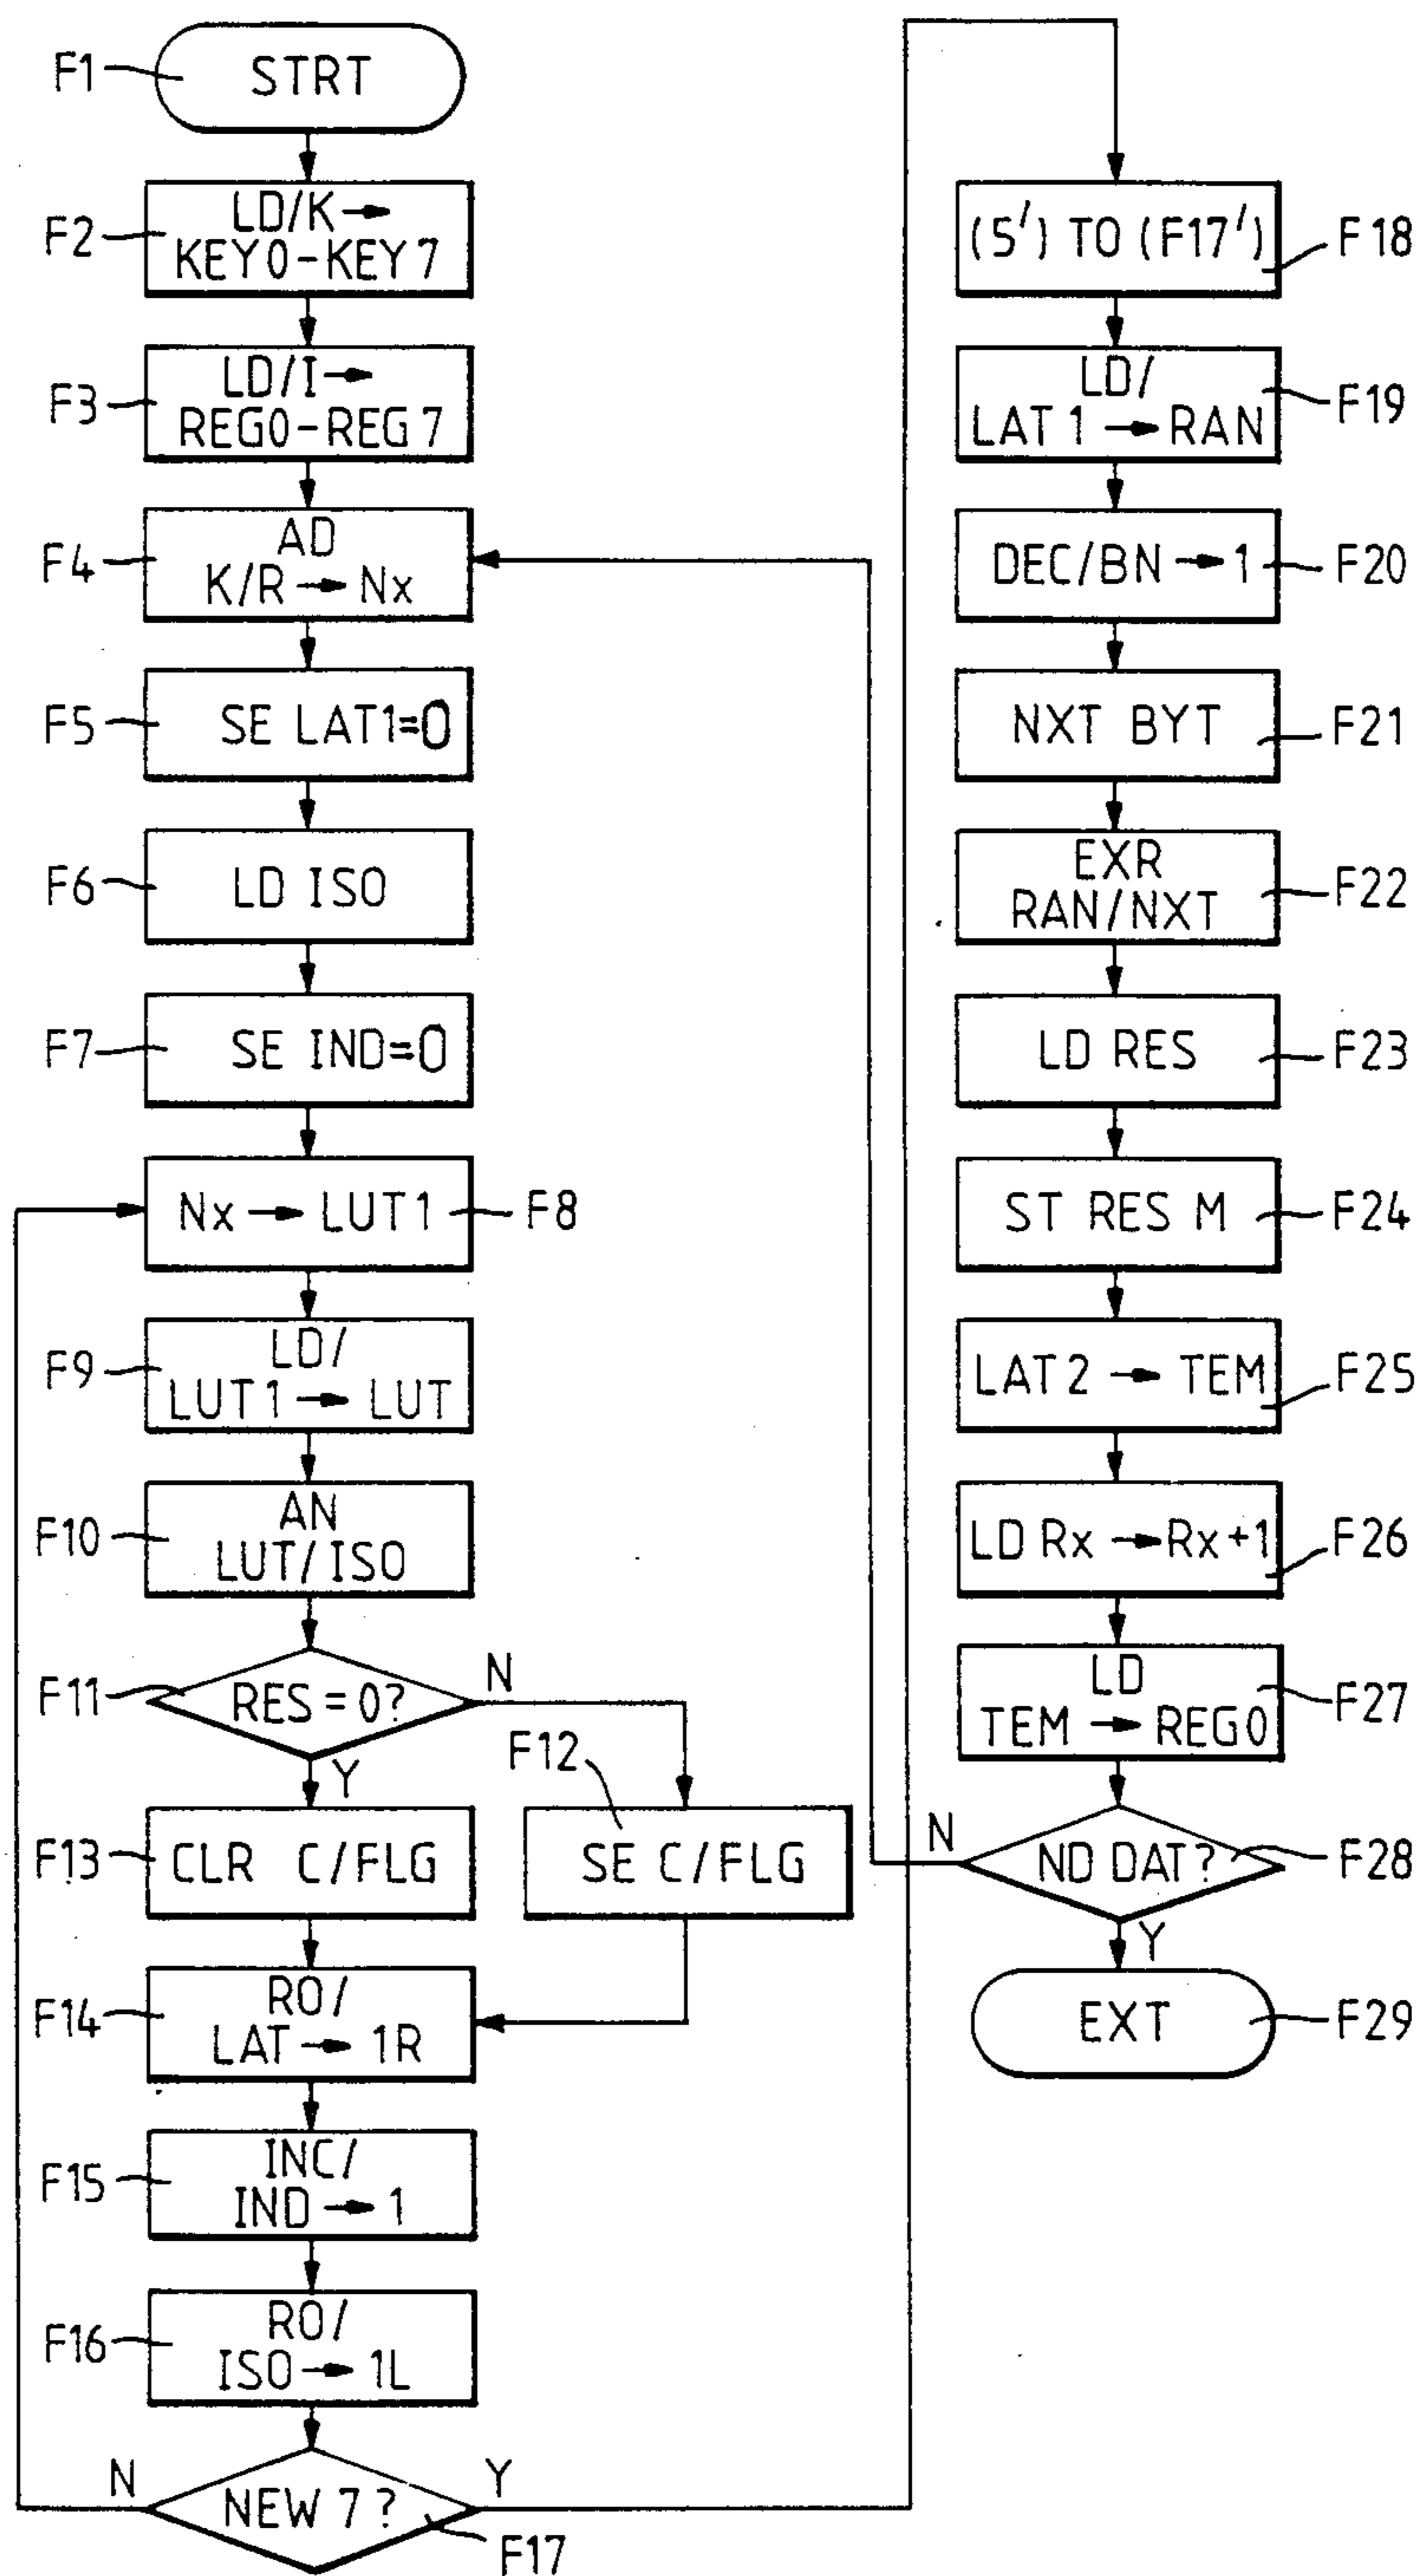 F1
STRT
F2
LD/K →
KEY0-KEY7
F3
LD/I →
REG0-REG7
F4
AD
K/R → Nx
F5
SE LAT1=0
F6
LD ISO
F7
SE IND=0
Nx → LUT1
F8
F9
LD/
LUT1 → LUT
F10
AN
LUT/ISO
F11
RES=0?
N
Y
F12
SE C/FLG
F13
CLR C/FLG
F14
RO/
LAT → 1R
F15
INC/
IND → 1
F16
RO/
ISO → 1L
N
NEW 7?
Y
F17
(5') TO (F17')
F18
LD/
LAT1 → RAN
F19
DEC/BN → 1
F20
NXT BYT
F21
EXR
RAN/NXT
F22
LD RES
F23
ST RES M
F24
LAT2 → TEM
F25
LD Rx → Rx+1
F26
LD
TEM → REG0
F27
N
ND DAT?
F28
Y
EXT
F29